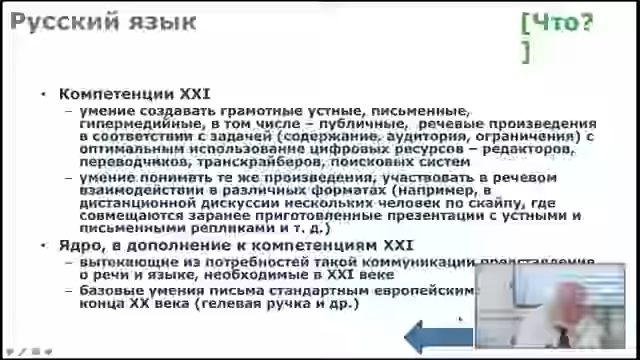 Русский язык
[Что?
]
• Компетенции XXI
– умение создавать грамотные устные, письменные,
гипермедийные, в том числе – публичные, речевые произведения
в соответствии с задачей (содержание, аудитория, ограничения) с
оптимальным использование цифровых ресурсов – редакторов,
переводчиков, транскрайберов, поисковых систем
– умение понимать те же произведения, участвовать в речевом
взаимодействии в различных форматах (например, в
дистанционной дискуссии нескольких человек по скайпу, где
совмещаются заранее приготовленные презентации с устными и
письменными репликами и т. д.)
• Ядро, в дополнение к компетенциям XXI
– вытекающие из потребностей такой коммуникации представления
о речи и языке, необходимые в XXI веке
– Базовые умения письма стандартным европейским
конца XX века (гелевая ручка и др.)